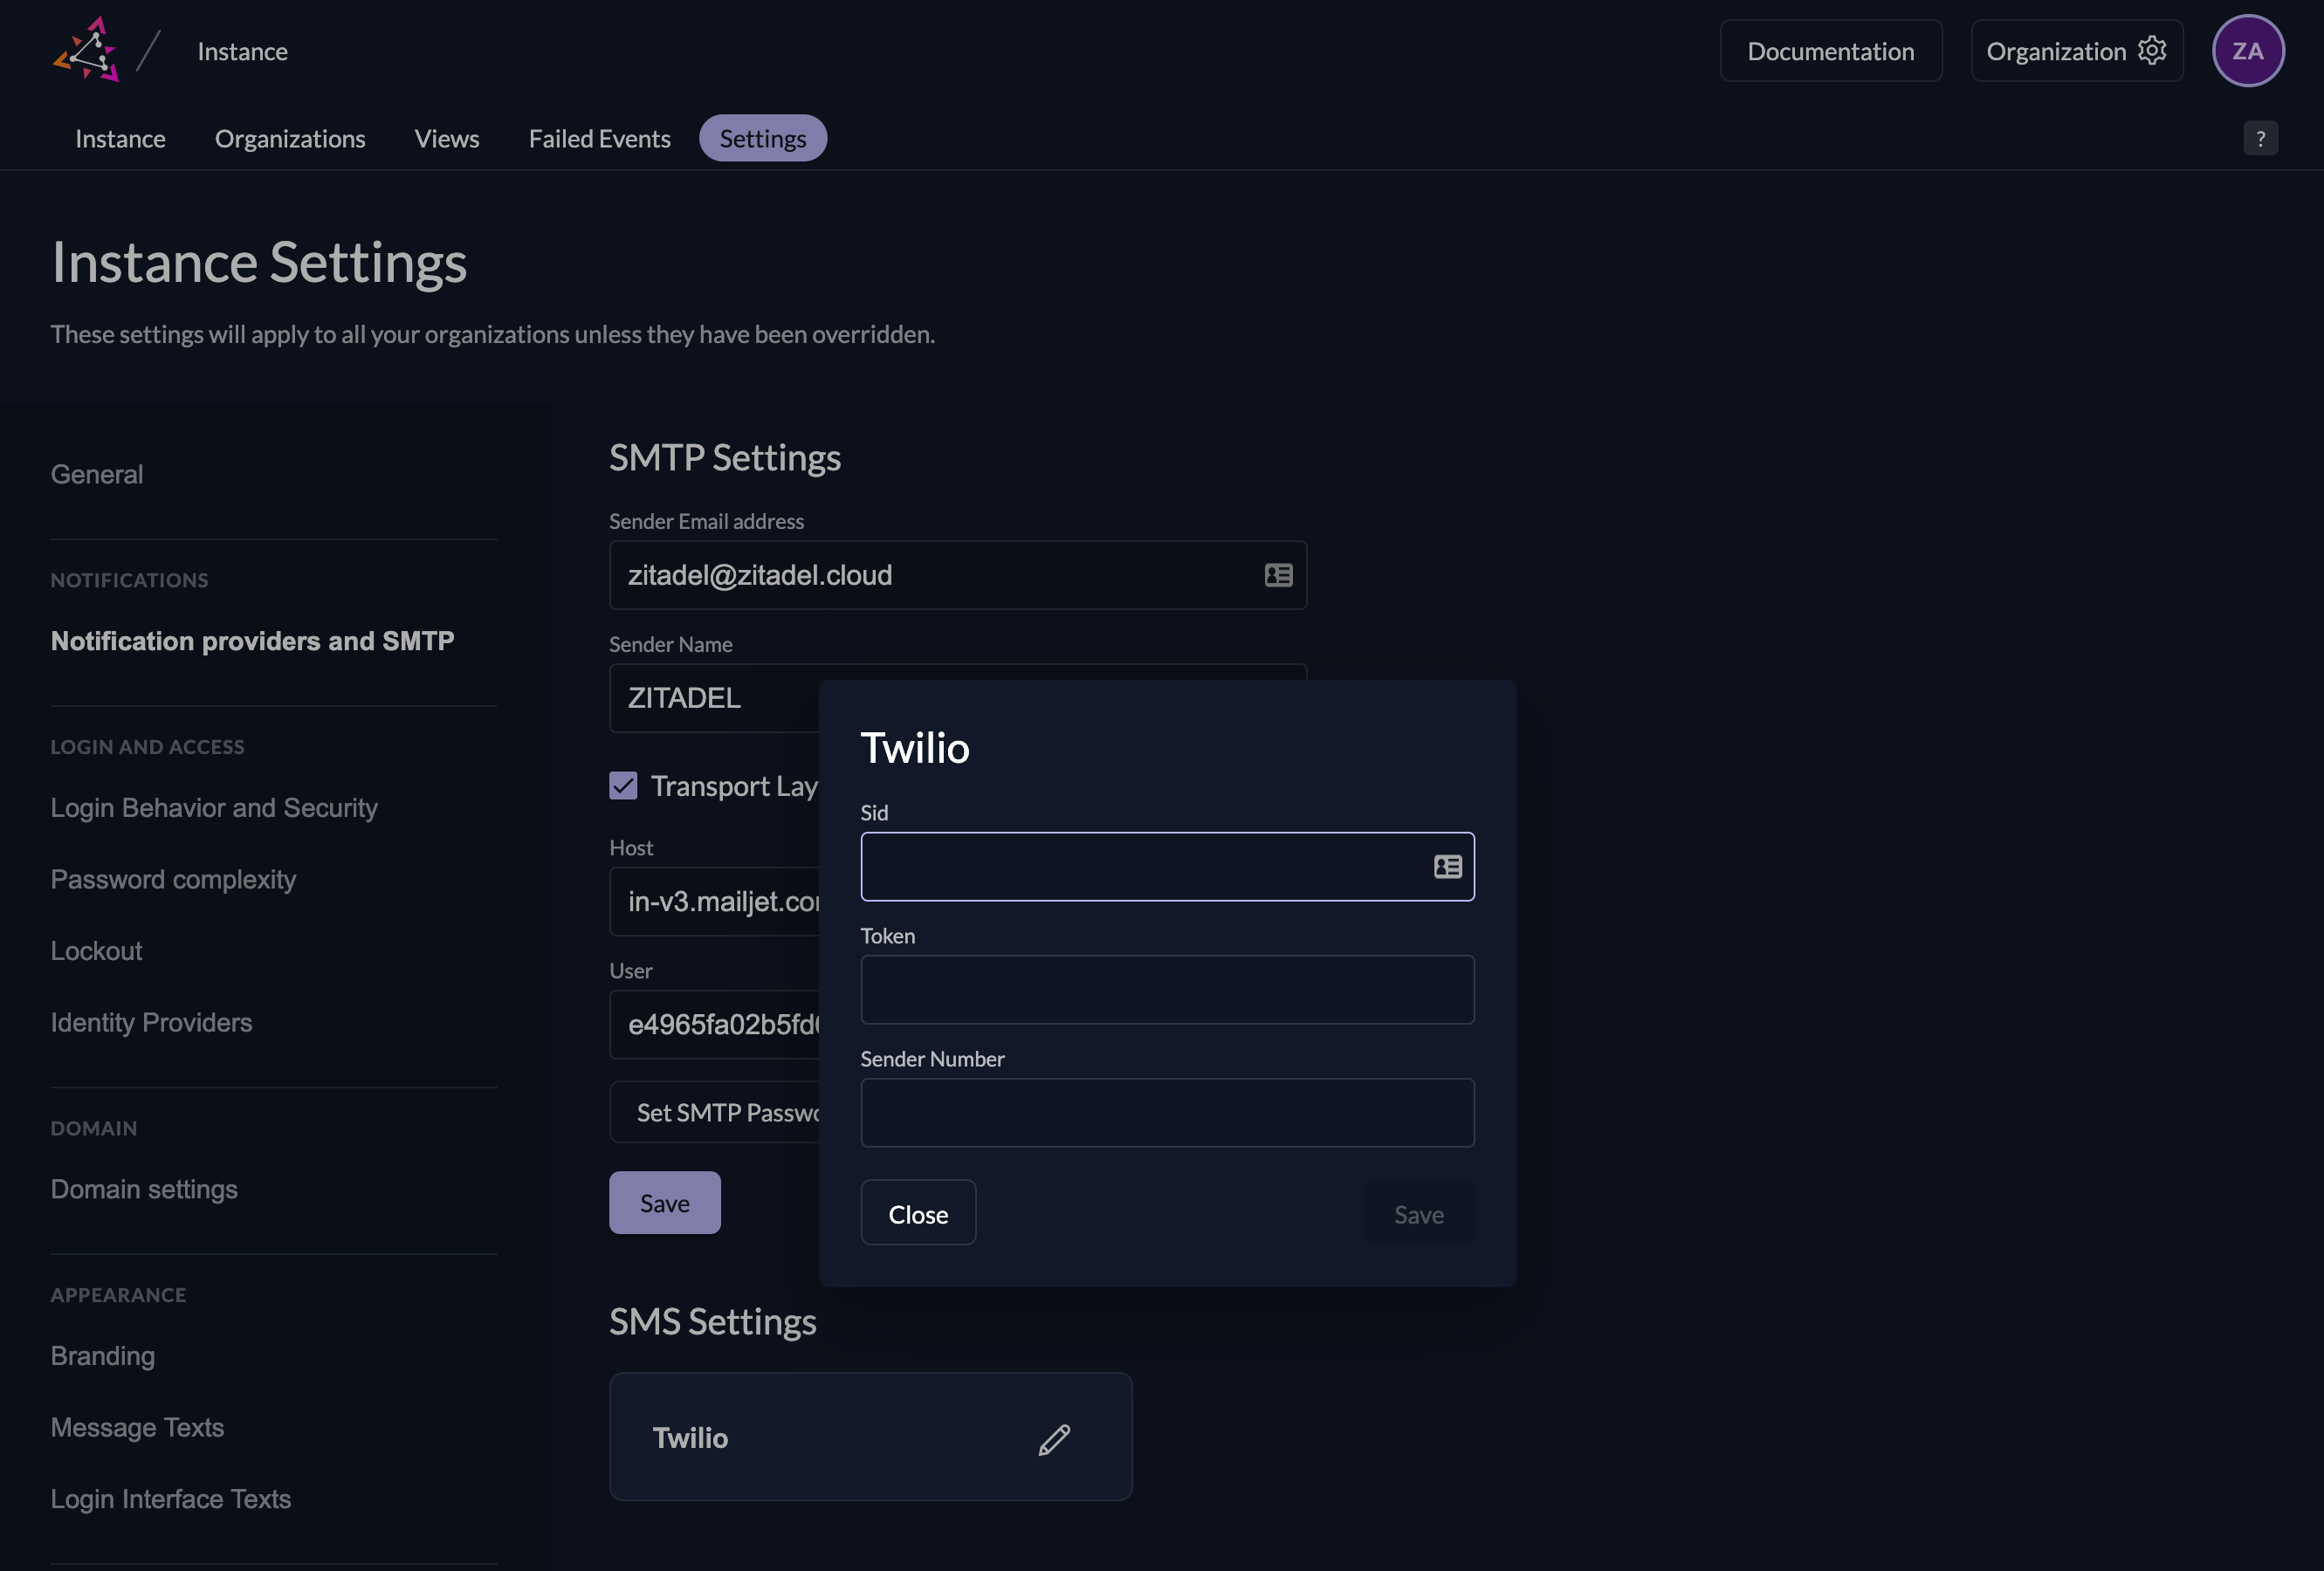 Instance
Documentation
Organization
ZA
Instance
Organizations
Views
Failed Events
Settings
?
Instance Settings
These settings will apply to all your organizations unless they have been overridden.
General
NOTIFICATIONS
Notification providers and SMTP
LOGIN AND ACCESS
Login Behavior and Security
Password complexity
Lockout
Identity Providers
DOMAIN
Domain settings
APPEARANCE
Branding
Message Texts
Login Interface Texts
SMTP Settings
Sender Email address
zitadel@zitadel.cloud
Sender Name
ZITADEL
Transport Lay
Host
in-v3.mailjet.co
User
e4965fa02b5fd
Set SMTP Passw
Save
Twilio
Sid
Token
Sender Number
Close
Save
SMS Settings
Twilio